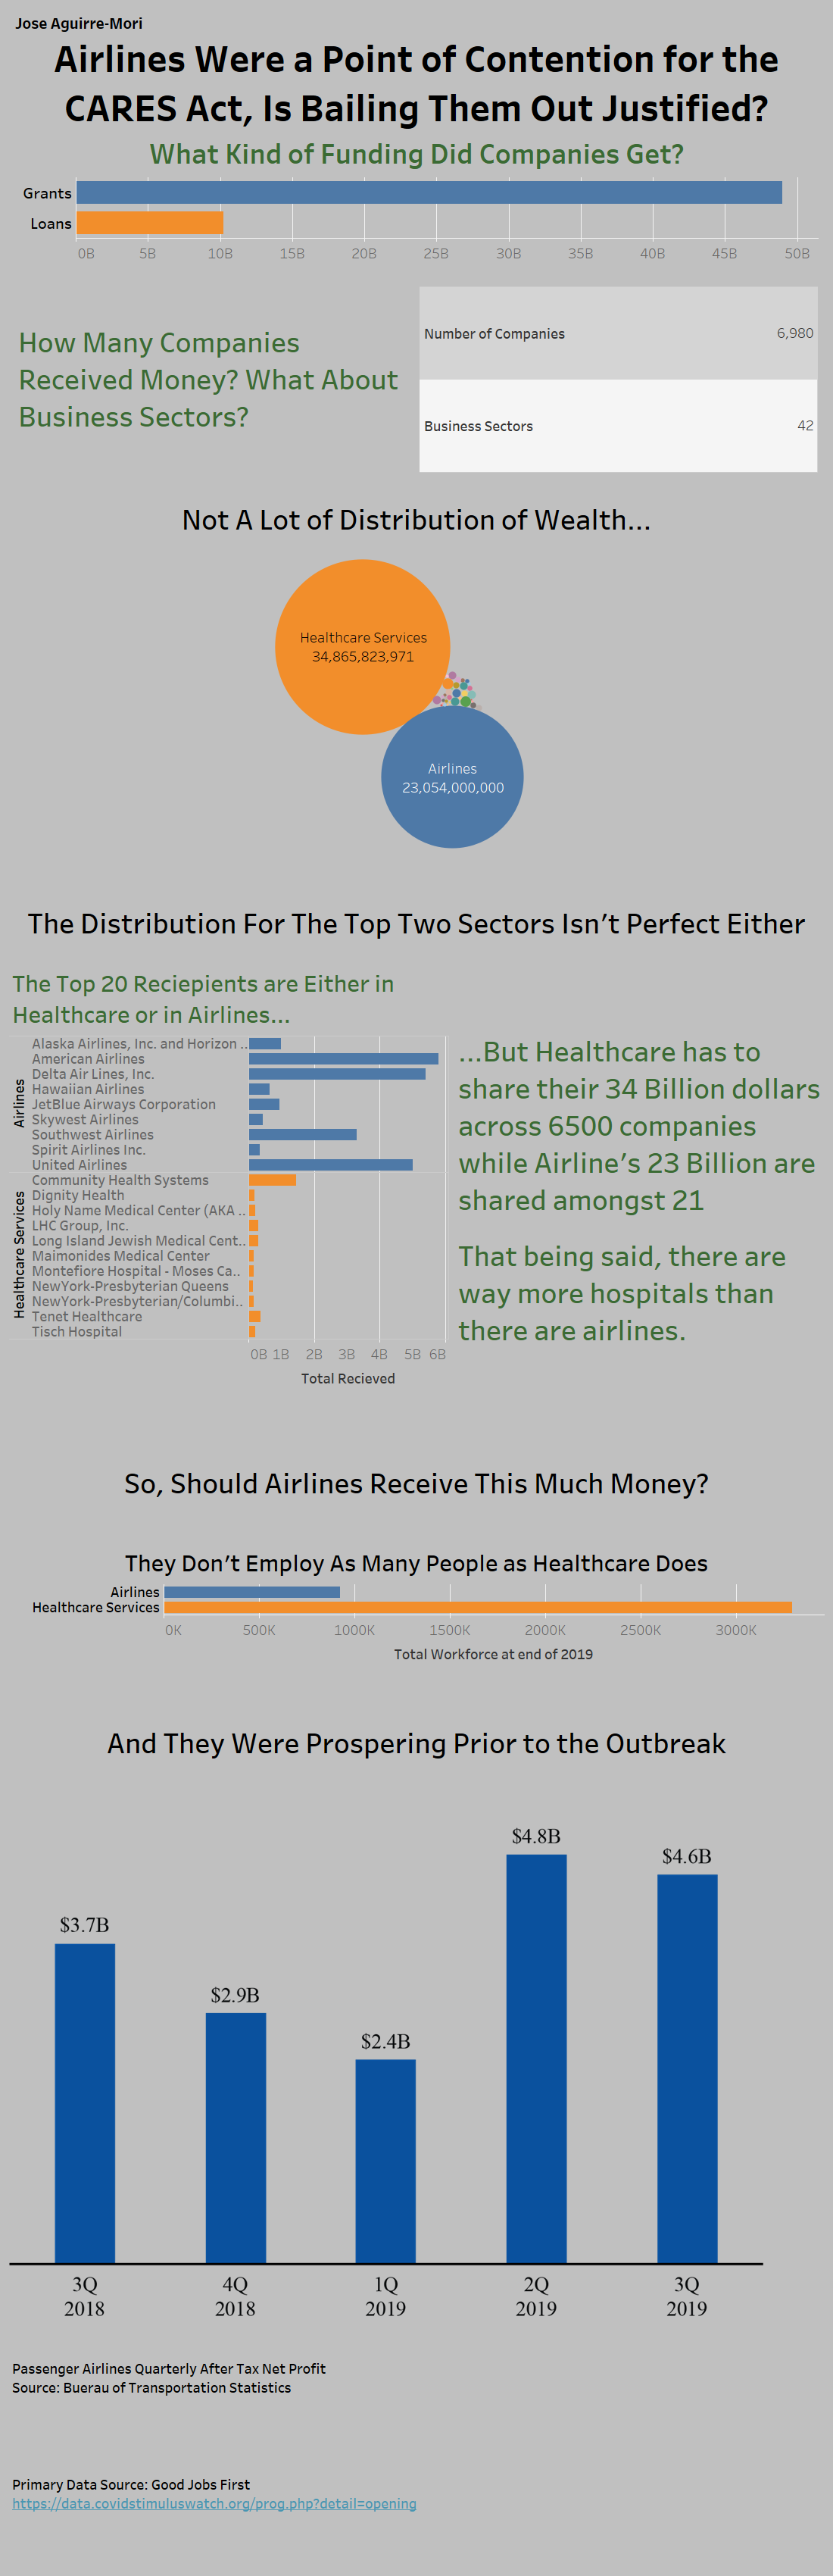 Jose Aguirre-Mori
Airlines Were a Point of Contention for the
CARES Act, Is Bailing Them Out Justified?
What Kind of Funding Did Companies Get?
Grants
Loans
0B 5B 10B 15B 20B 25B 30B 35B 40B 45B 50B
How Many Companies
Received Money? What About
Business Sectors?
Number of Companies 6,980
Business Sectors 42
Not A Lot of Distribution of Wealth...
Healthcare Services
34,865,823,971
Airlines
23,054,000,000
The Distribution For The Top Two Sectors Isn't Perfect Either
The Top 20 Reciepients are Either in
Healthcare or in Airlines...
Airlines
Alaska Airlines, Inc. and Horizon ..
American Airlines
Delta Air Lines, Inc.
Hawaiian Airlines
JetBlue Airways Corporation
Skywest Airlines
Southwest Airlines
Spirit Airlines Inc.
United Airlines
Healthcare Services
Community Health Systems
Dignity Health
Holy Name Medical Center (AKA ..
LHC Group, Inc.
Long Island Jewish Medical Cent..
Maimonides Medical Center
Montefiore Hospital - Moses Ca..
NewYork-Presbyterian Queens
NewYork-Presbyterian/Columbi..
Tenet Healthcare
Tisch Hospital
0B 1B 2B 3B 4B 5B 6B
Total Recieved
...But Healthcare has to
share their 34 Billion dollars
across 6500 companies
while Airline's 23 Billion are
shared amongst 21
That being said, there are
way more hospitals than
there are airlines.
So, Should Airlines Receive This Much Money?
They Don't Employ As Many People as Healthcare Does
Airlines
Healthcare Services
0K 500K 1000K 1500K 2000K 2500K 3000K
Total Workforce at end of 2019
And They Were Prospering Prior to the Outbreak
$3.7B $2.9B $2.4B $4.8B $4.6B
3Q 4Q 1Q 2Q 3Q
2018 2018 2019 2019 2019
Passenger Airlines Quarterly After Tax Net Profit
Source: Buerau of Transportation Statistics
Primary Data Source: Good Jobs First
https://data.covidstimuluswatch.org/prog.php?detail=opening